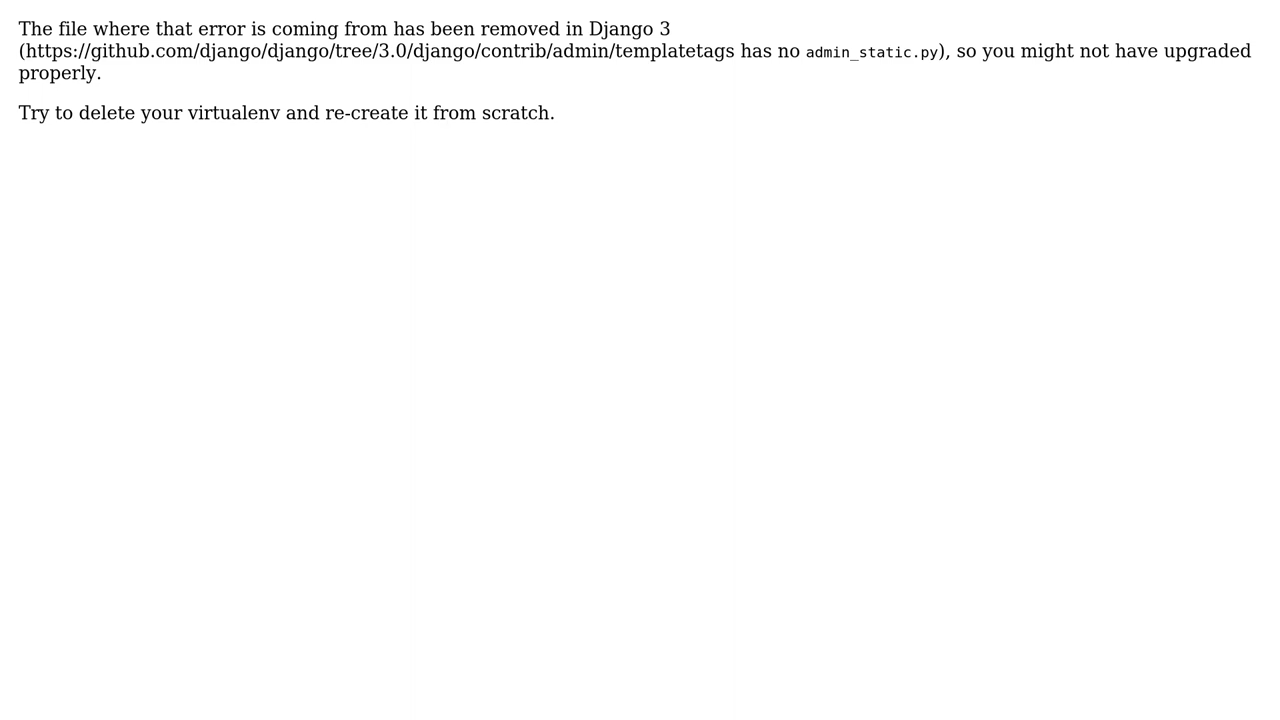 The file where that error is coming from has been removed in Django 3
(https://github.com/django/django/tree/3.0/django/contrib/admin/templatetags has no admin_static.py), so you might not have upgraded
properly.
Try to delete your virtualenv and re-create it from scratch.